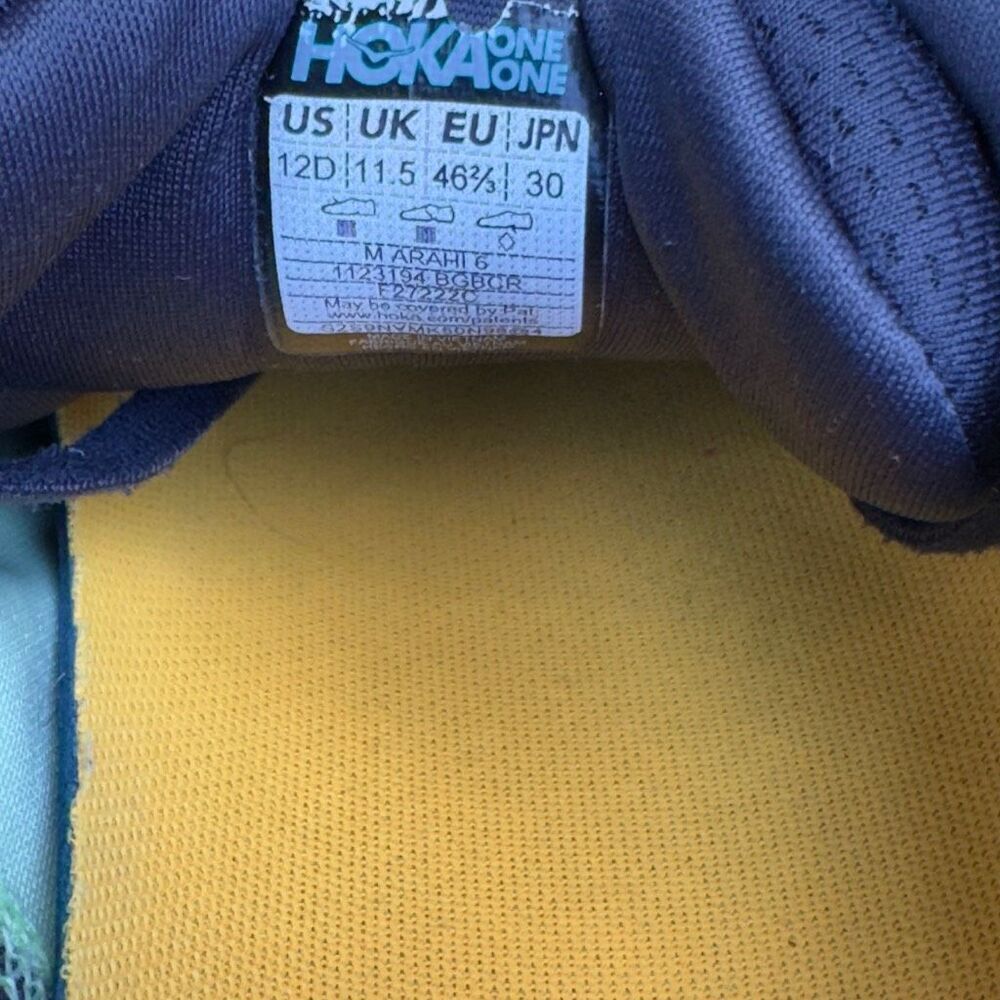 HOKA ONE ONE
US UK EU JPN
12D 11.5 46⅔ 30
M ARAHI 6
1123194 BGBCR
F27222C
May be covered by Pat.
www.hoka.com/patents